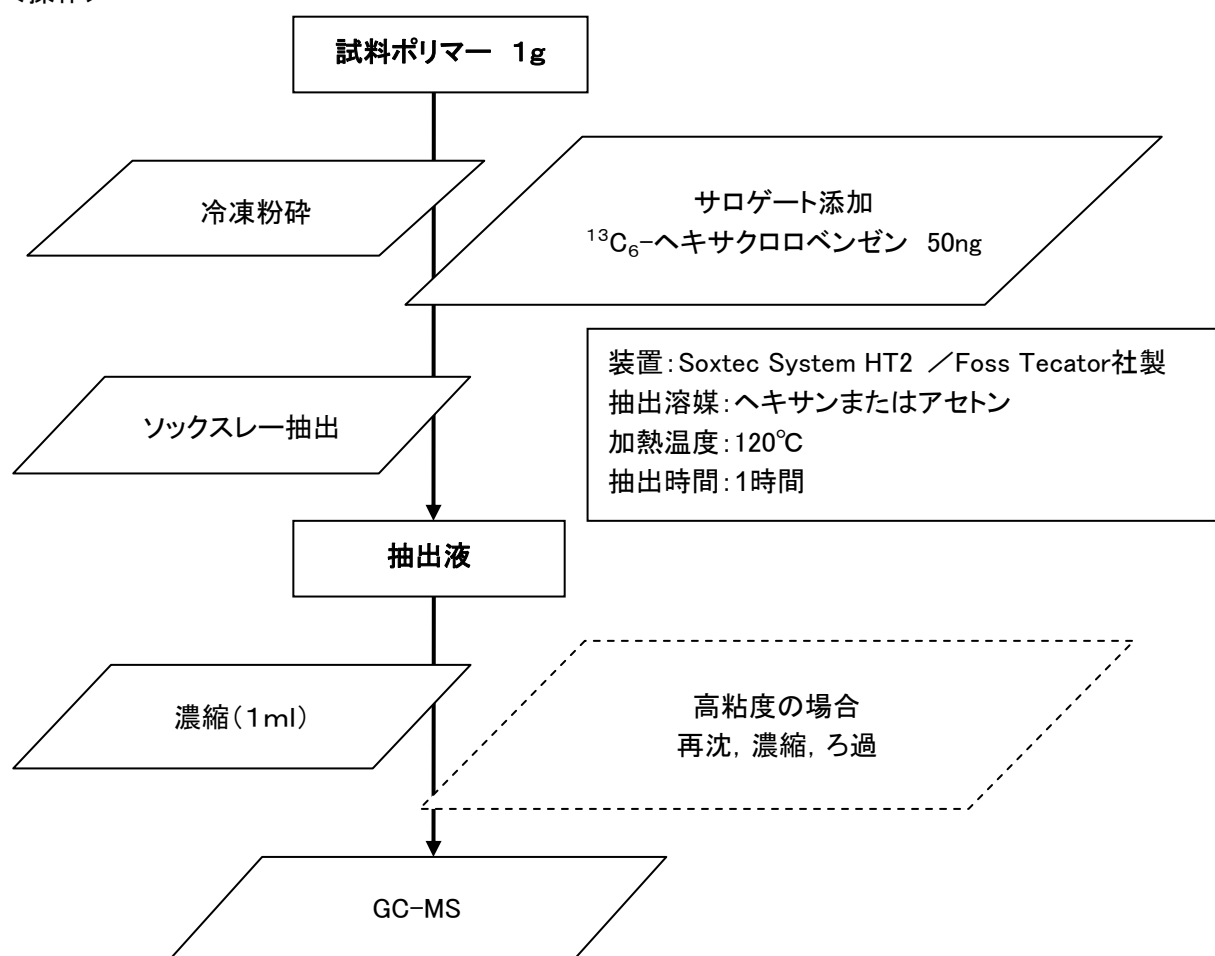 試料ポリマー 1g
冷凍粉砕
サロゲート添加
¹³C₆-ヘキサクロロベンゼン 50ng
装置:Soxtec System HT2 /Foss Tecator社製
抽出溶媒:ヘキサンまたはアセトン
加熱温度:120℃
抽出時間:1時間
ソックスレー抽出
抽出液
濃縮(1ml)
高粘度の場合
再沈,濃縮,ろ過
GC-MS